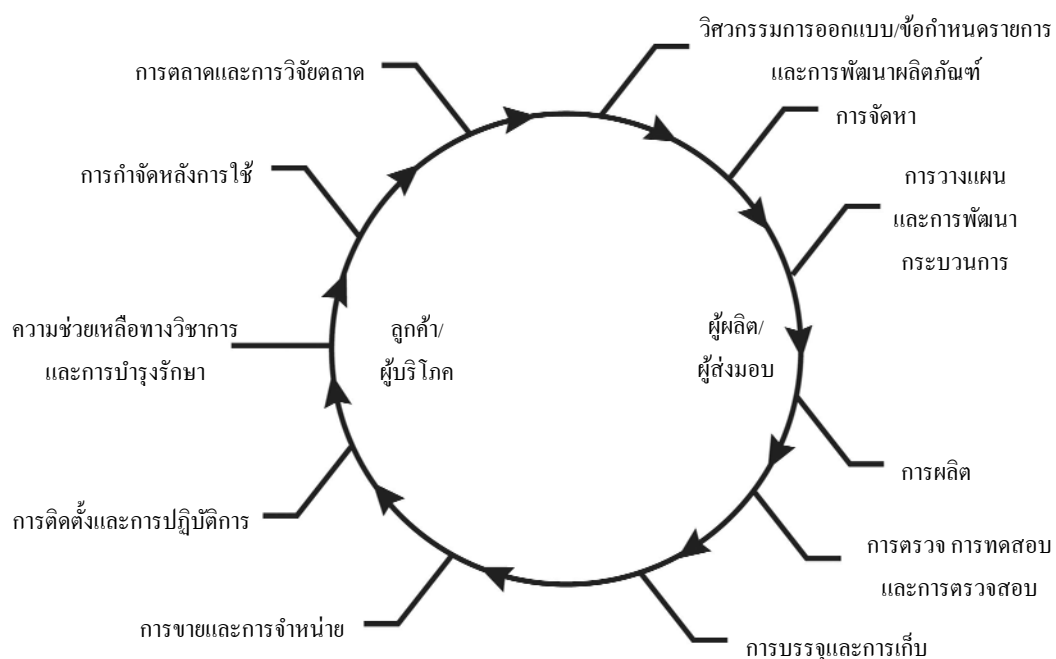 วิศวกรรมการออกแบบ/ข้อกำหนดรายการ
และการพัฒนาผลิตภัณฑ์
การตลาดและการวิจัยตลาด
การจัดหา
การกำจัดหลังการใช้
การวางแผน
และการพัฒนา
กระบวนการ
ความช่วยเหลือทางวิชาการ
และการบำรุงรักษา
ลูกค้า/
ผู้บริโภค
ผู้ผลิต/
ผู้ส่งมอบ
การผลิต
การติดตั้งและการปฏิบัติการ
การตรวจ การทดสอบ
และการตรวจสอบ
การขายและการจำหน่าย
การบรรจุและการเก็บ